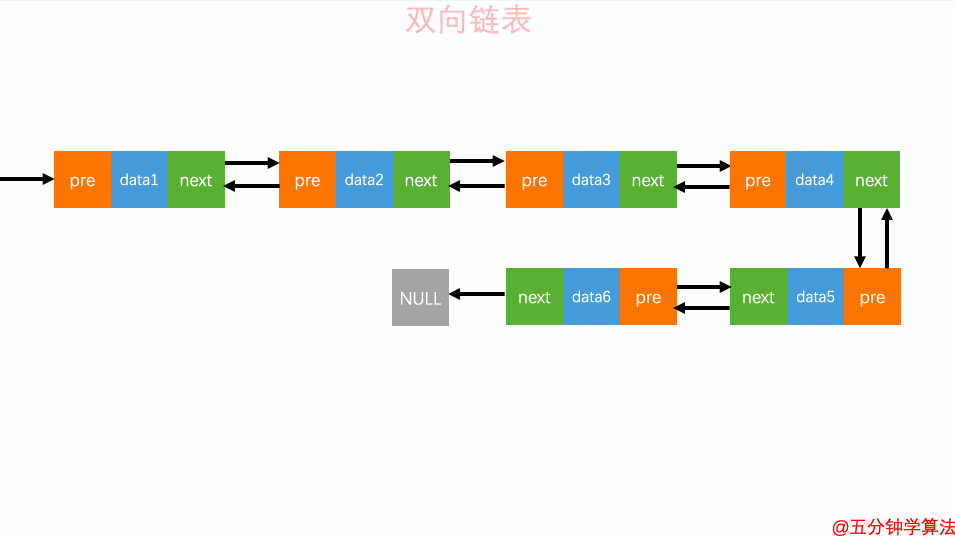 双向链表
pre data1 next pre data2 next pre data3 next pre data4 next
NULL next data6 pre next data5 pre
@五分钟学算法